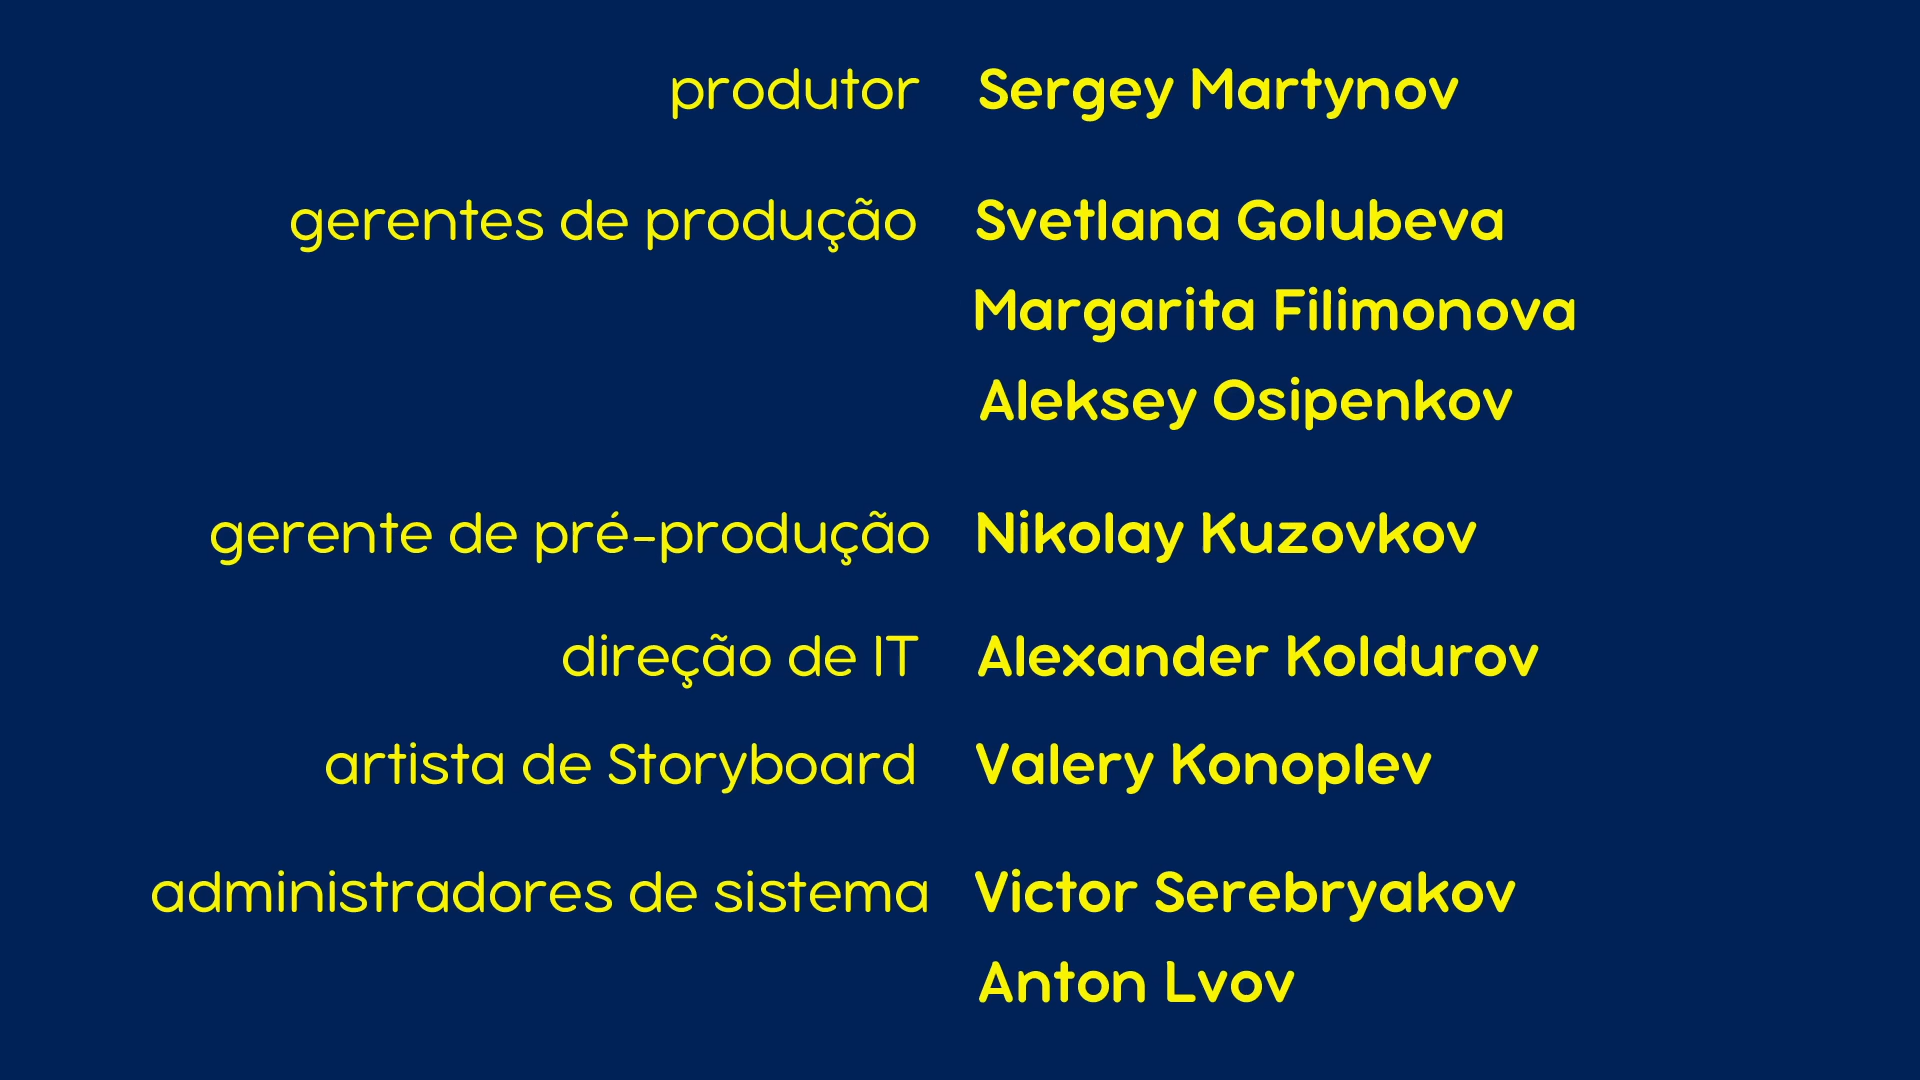 produtor Sergey Martynov
gerentes de produção Svetlana Golubeva
Margarita Filimonova
Aleksey Osipenkov
gerente de pré-produção Nikolay Kuzovkov
direção de IT Alexander Koldurov
artista de Storyboard Valery Konoplev
administradores de sistema Victor Serebryakov
Anton Lvov